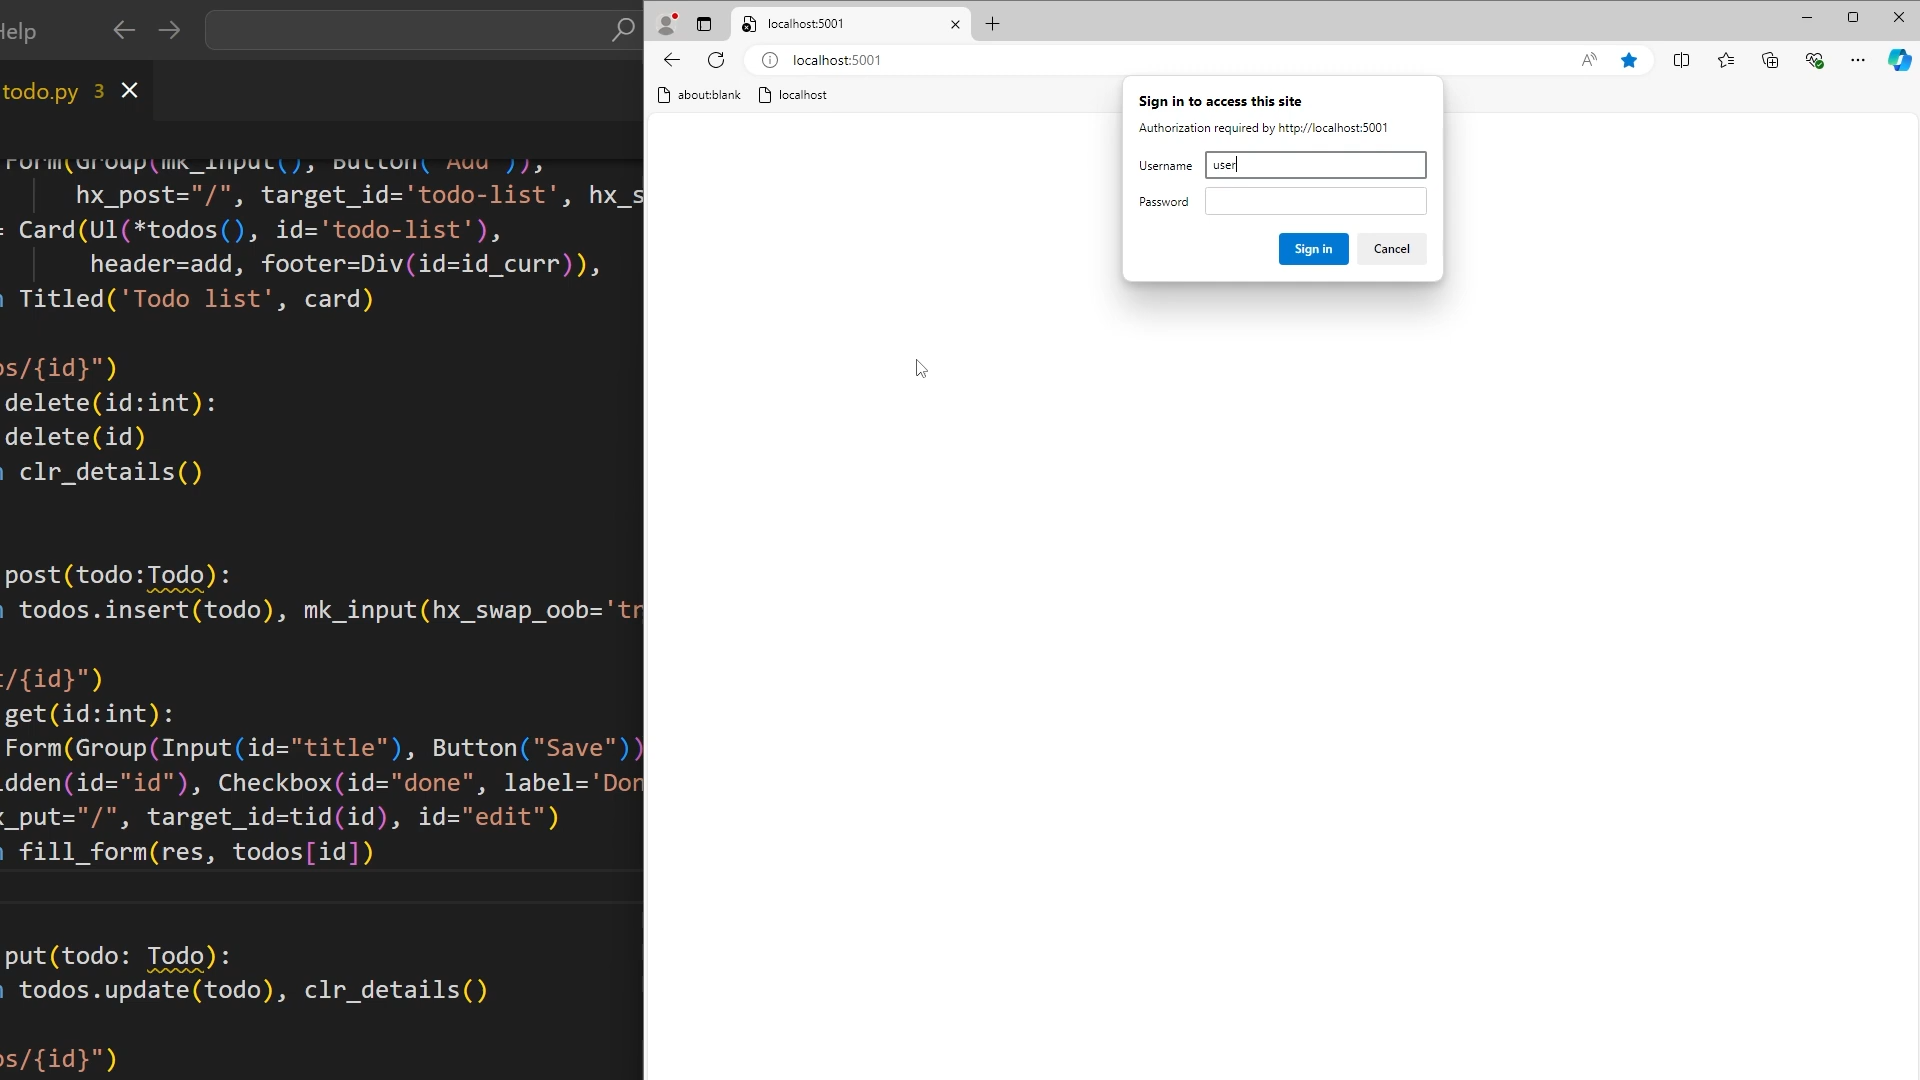 Help
todo.py 3
Form(Group(mk_input(), Button("Add")),
hx_post="/", target_id='todo-list', hx_s
= Card(Ul(*todos(), id='todo-list'),
header=add, footer=Div(id=id_curr)),
n Titled('Todo list', card)
os/{id}")
delete(id:int):
delete(id)
n clr_details()
post(todo:Todo):
n todos.insert(todo), mk_input(hx_swap_oob='tr
t/{id}")
get(id:int):
Form(Group(Input(id="title"), Button("Save"))
idden(id="id"), Checkbox(id="done", label='Don
x_put="/", target_id=tid(id), id="edit")
n fill_form(res, todos[id])
put(todo: Todo):
n todos.update(todo), clr_details()
os/{id}")
localhost:5001
localhost:5001
about:blank
localhost
Sign in to access this site
Authorization required by http://localhost:5001
Username user
Password
Sign in Cancel